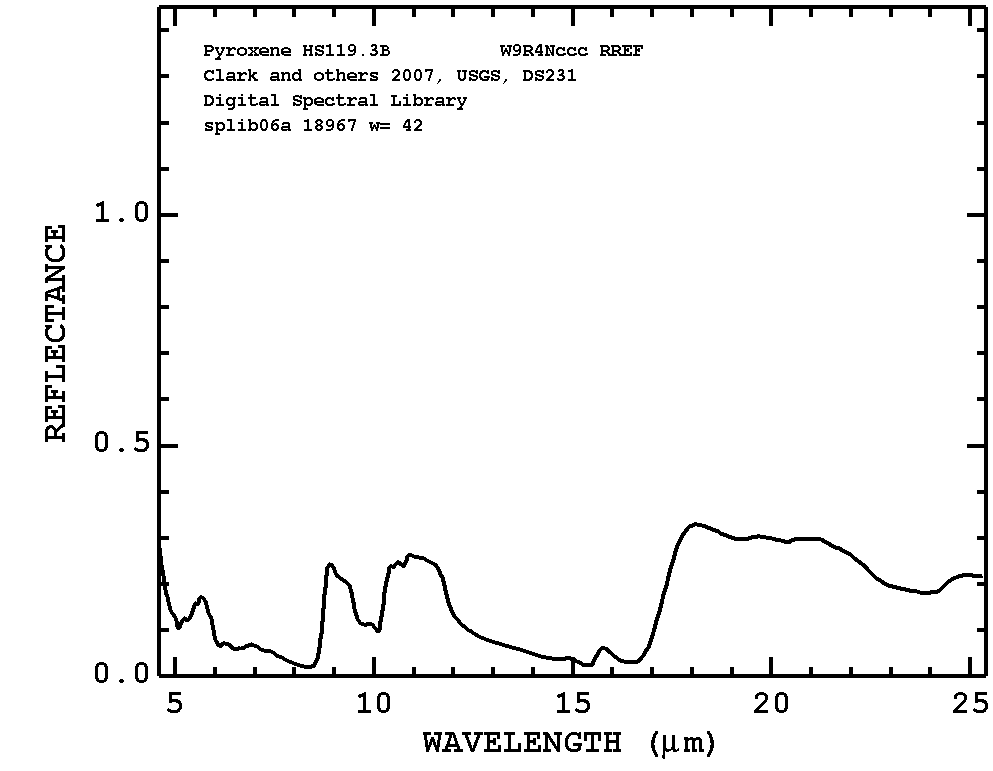 Pyroxene HS119.3B W9R4Nccc RREF
Clark and others 2007, USGS, DS231
Digital Spectral Library
splib06a 18967 w= 42
REFLECTANCE
1.0
0.5
0.0
5 10 15 20 25
WAVELENGTH (μm)